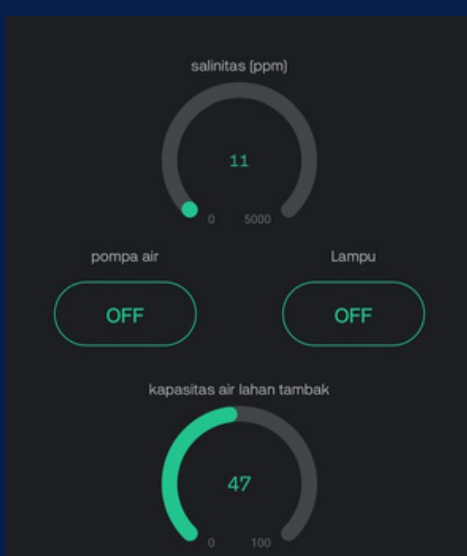 salinitas (ppm)
11
0 5000
pompa air Lampu
OFF OFF
kapasitas air lahan tambak
47
0 100